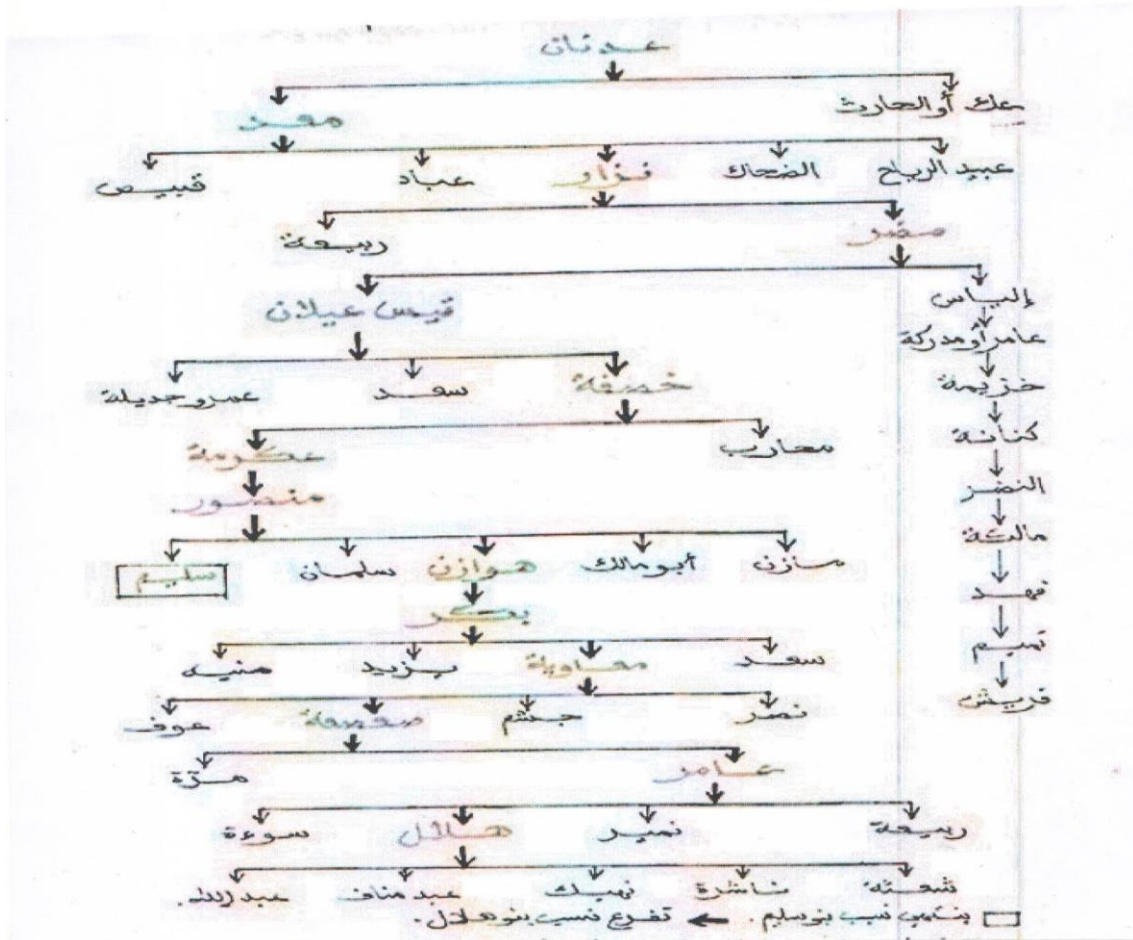 عدنان
عك أو الحارث
معد
عبيد الرياح الضحاك نزار عباد قبيص
مضر
ربيعة
إلياس
قيس عيلان
عامر أو مدركة
خصفة سعد عمرو جديلة
خزيمة
محارب
عكرمة
كنانة
منصور
النضر
مازن أبو مالك هوازن سلمان سليم
مالكة
بكر
فهد
سعد معاوية يزيد منبه
تميم
نصر جشم صعصعة عوف
قريش
عامر
مرة
ربيعة نمير هلال سوءة
شعثة ناشرة نهيك عبد مناف عبد الله.
ينتمي نسب بنو سليم. تفرع نسب بنو هلال.